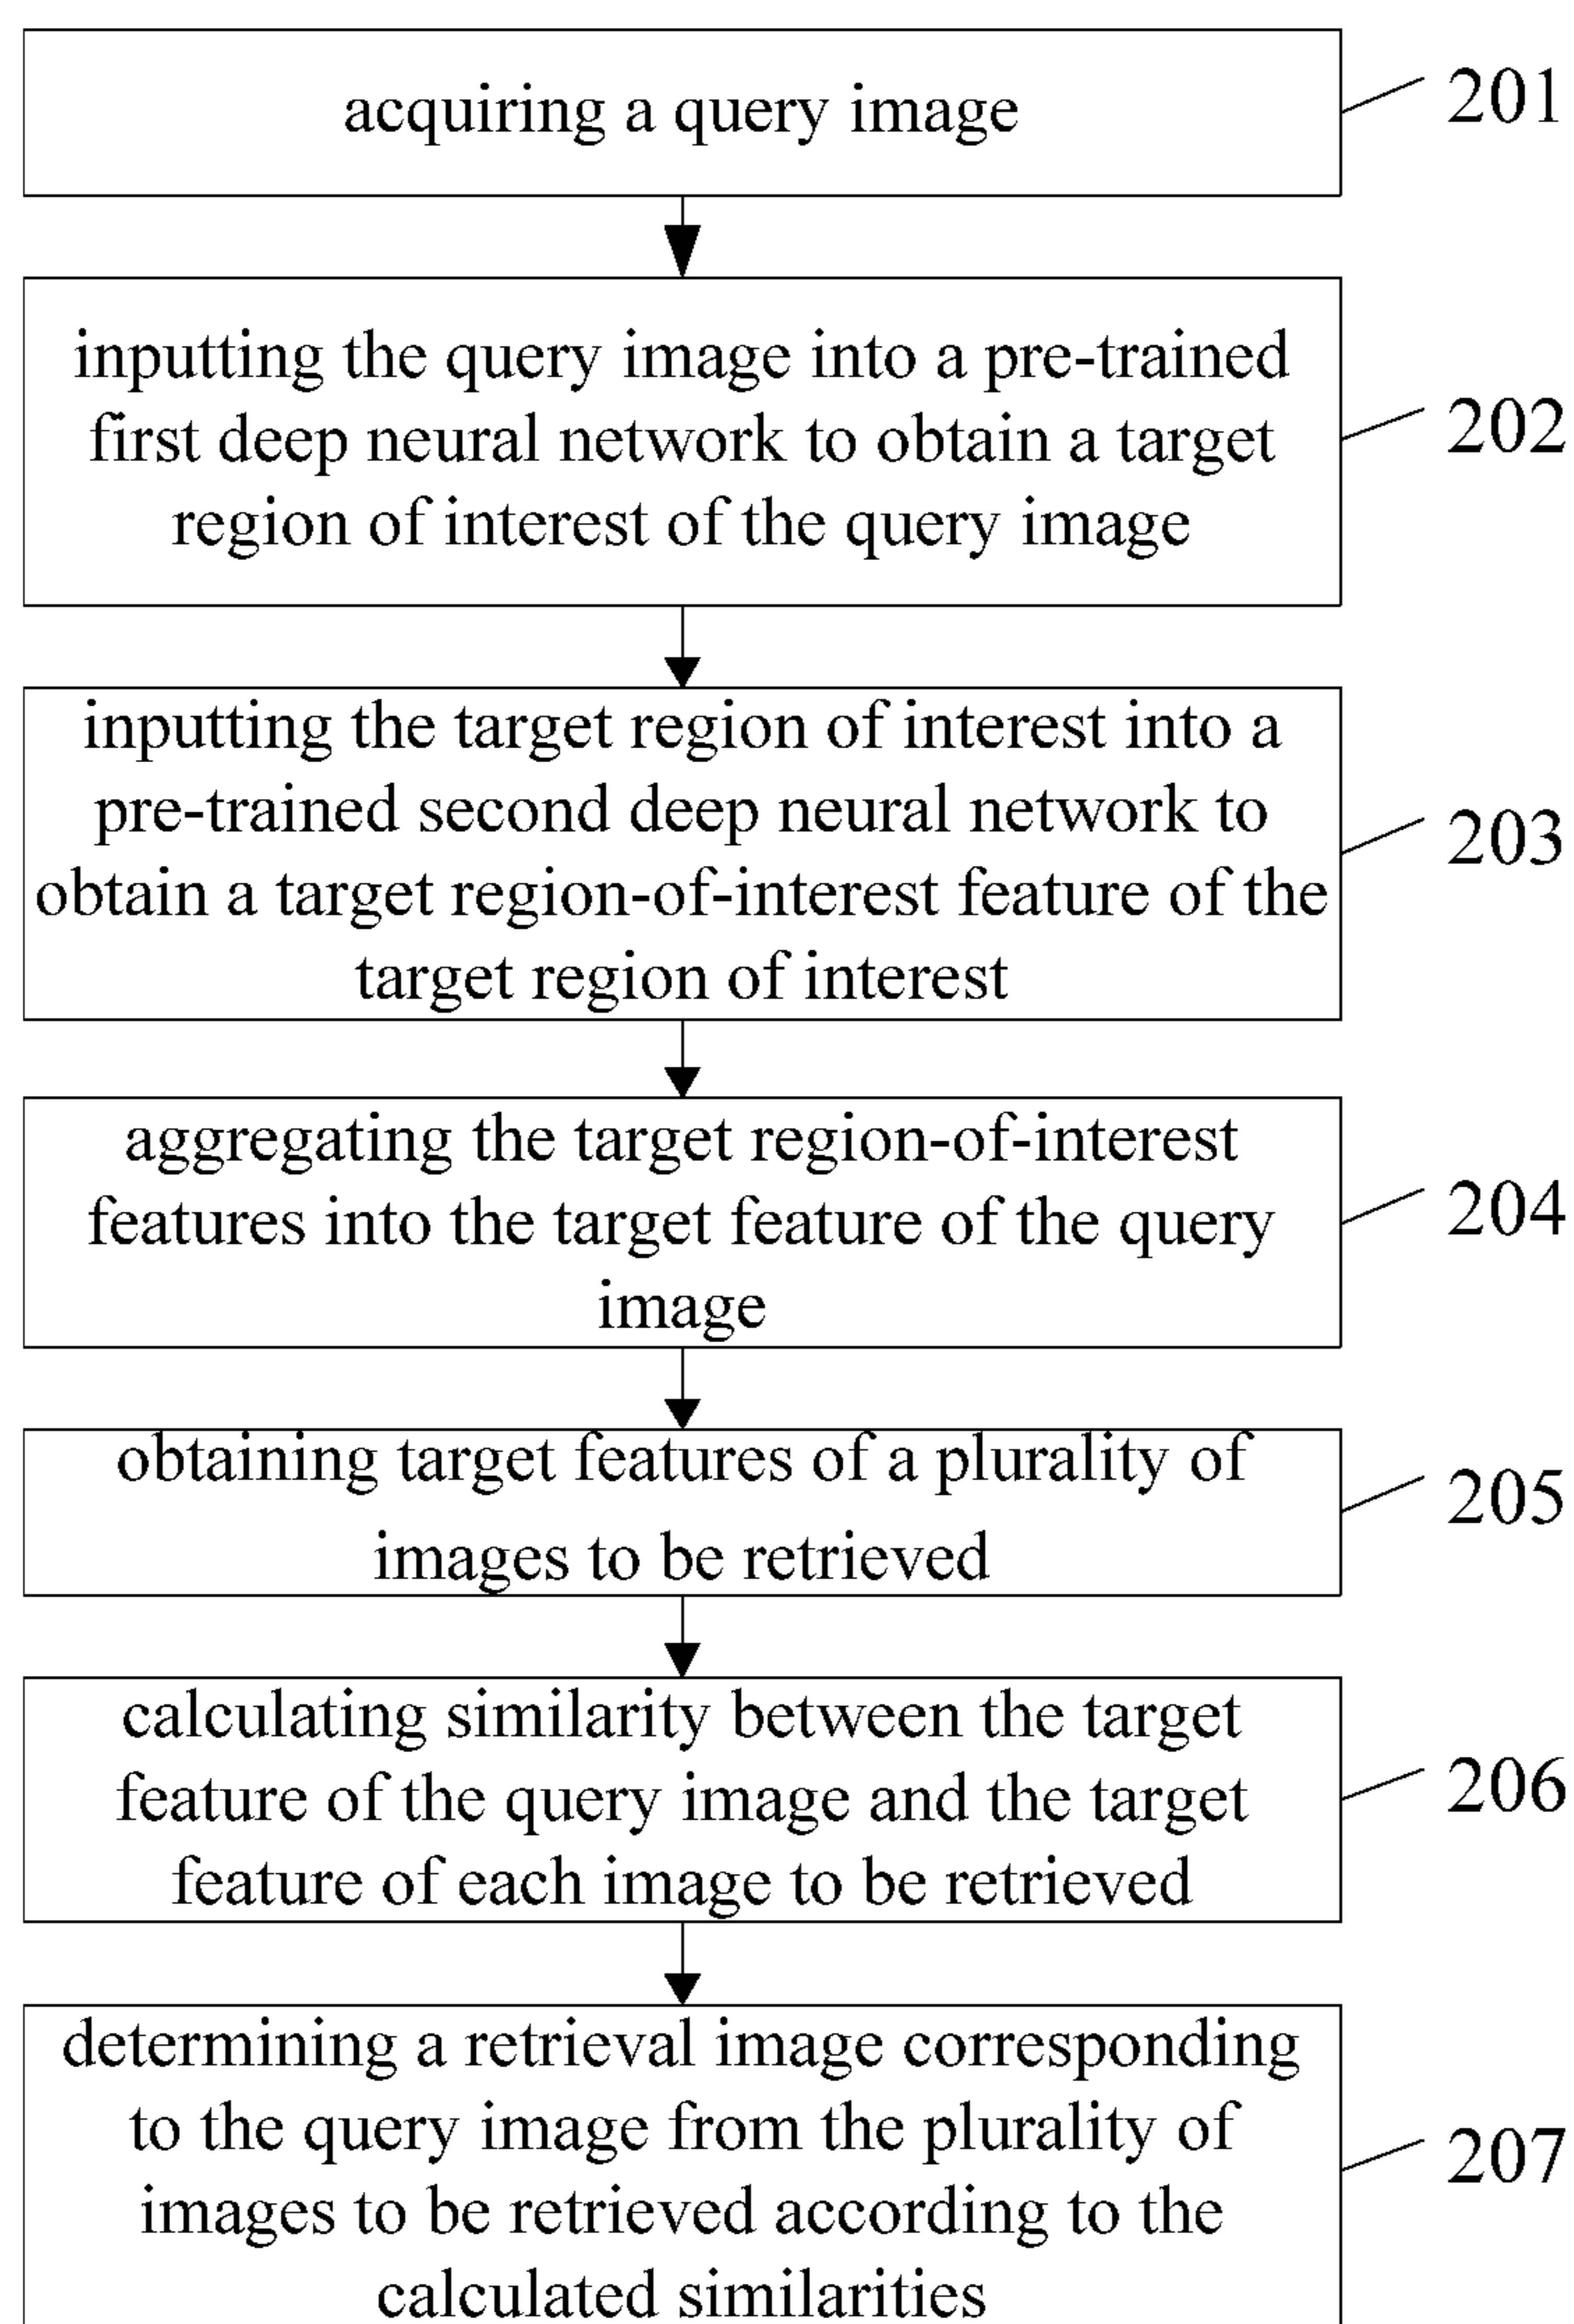 acquiring a query image
201
inputting the query image into a pre-trained
first deep neural network to obtain a target
region of interest of the query image
202
inputting the target region of interest into a
pre-trained second deep neural network to
obtain a target region-of-interest feature of the
target region of interest
203
aggregating the target region-of-interest
features into the target feature of the query
image
204
obtaining target features of a plurality of
images to be retrieved
205
calculating similarity between the target
feature of the query image and the target
feature of each image to be retrieved
206
determining a retrieval image corresponding
to the query image from the plurality of
images to be retrieved according to the
calculated similarities
207